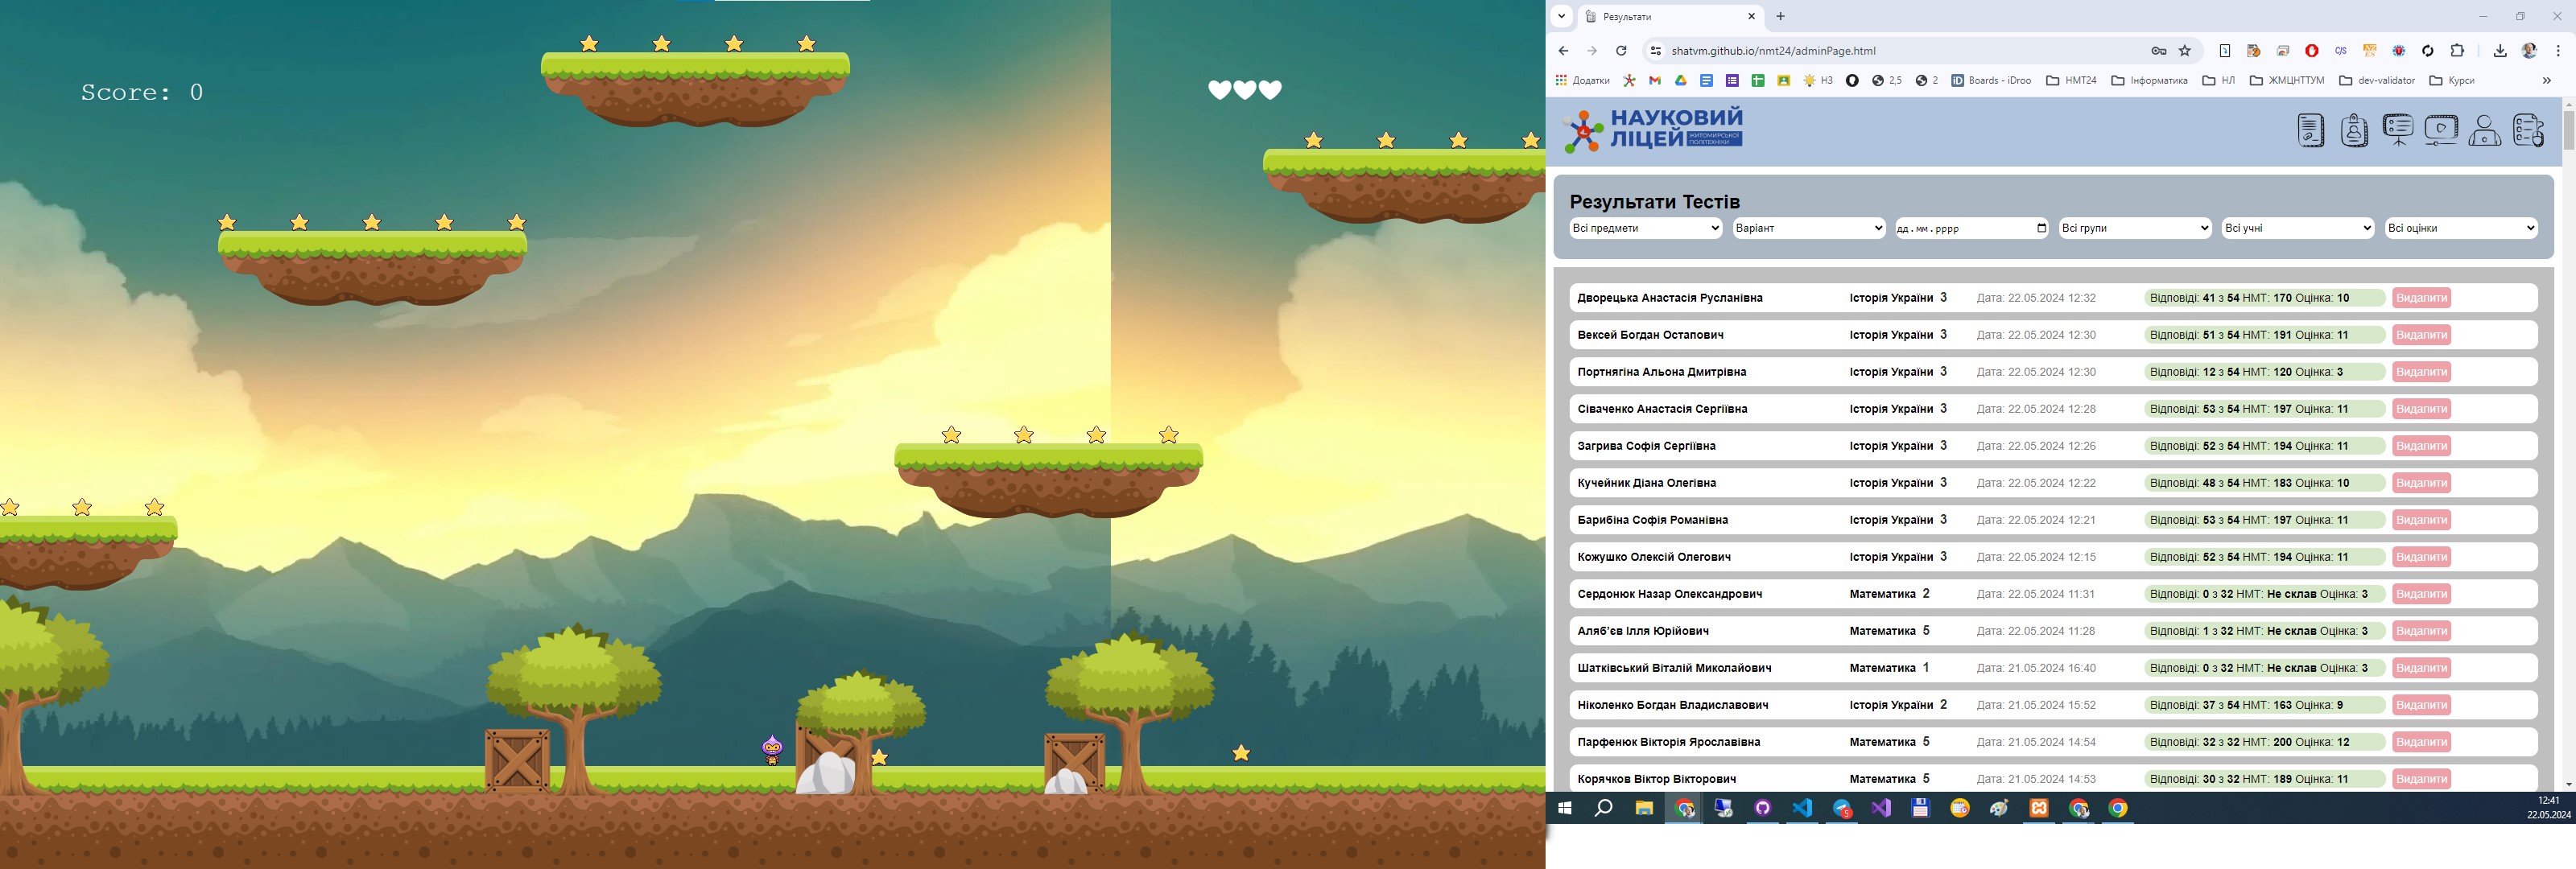 Score: 0
Результати
shatvm.github.io/nmt24/adminPage.html
Додатки
НЗ
2,5
2
Boards - iDroo
НМТ24
Інформатика
НЛ
ЖМЦНТТУМ
dev-validator
Курси
НАУКОВИЙ
ЛІЦЕЙ ЖИТОМИРСЬКОЇ ПОЛІТЕХНІКИ
Результати Тестів
Всі предмети Варіант дд.мм.рррр Всі групи Всі учні Всі оцінки
Дворецька Анастасія Русланівна Історія України 3 Дата: 22.05.2024 12:32 Відповіді: 41 з 54 НМТ: 170 Оцінка: 10 Видалити
Вексей Богдан Остапович Історія України 3 Дата: 22.05.2024 12:30 Відповіді: 51 з 54 НМТ: 191 Оцінка: 11 Видалити
Портнягіна Альона Дмитрівна Історія України 3 Дата: 22.05.2024 12:30 Відповіді: 12 з 54 НМТ: 120 Оцінка: 3 Видалити
Сіваченко Анастасія Сергіївна Історія України 3 Дата: 22.05.2024 12:28 Відповіді: 53 з 54 НМТ: 197 Оцінка: 11 Видалити
Загрива Софія Сергіївна Історія України 3 Дата: 22.05.2024 12:26 Відповіді: 52 з 54 НМТ: 194 Оцінка: 11 Видалити
Кучейник Діана Олегівна Історія України 3 Дата: 22.05.2024 12:22 Відповіді: 48 з 54 НМТ: 183 Оцінка: 10 Видалити
Барибіна Софія Романівна Історія України 3 Дата: 22.05.2024 12:21 Відповіді: 53 з 54 НМТ: 197 Оцінка: 11 Видалити
Кожушко Олексій Олегович Історія України 3 Дата: 22.05.2024 12:15 Відповіді: 52 з 54 НМТ: 194 Оцінка: 11 Видалити
Сердонюк Назар Олександрович Математика 2 Дата: 22.05.2024 11:31 Відповіді: 0 з 32 НМТ: Не склав Оцінка: 3 Видалити
Аляб’єв Ілля Юрійович Математика 5 Дата: 22.05.2024 11:28 Відповіді: 1 з 32 НМТ: Не склав Оцінка: 3 Видалити
Шатківський Віталій Миколайович Математика 1 Дата: 21.05.2024 16:40 Відповіді: 0 з 32 НМТ: Не склав Оцінка: 3 Видалити
Ніколенко Богдан Владиславович Історія України 2 Дата: 21.05.2024 15:52 Відповіді: 37 з 54 НМТ: 163 Оцінка: 9 Видалити
Парфенюк Вікторія Ярославівна Математика 5 Дата: 21.05.2024 14:54 Відповіді: 32 з 32 НМТ: 200 Оцінка: 12 Видалити
Корячков Віктор Вікторович Математика 5 Дата: 21.05.2024 14:53 Відповіді: 30 з 32 НМТ: 189 Оцінка: 11 Видалити
12:41
22.05.2024